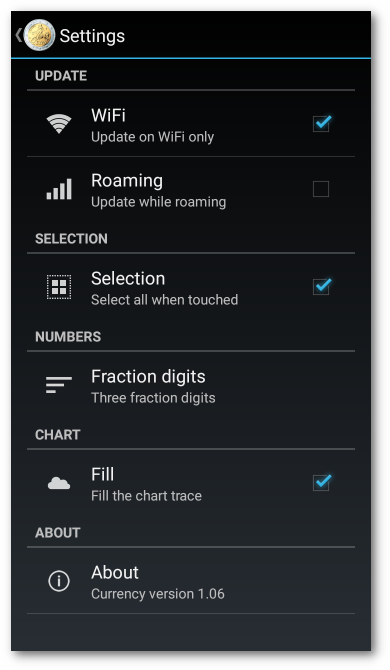 Settings
UPDATE
WiFi
Update on WiFi only
Roaming
Update while roaming
SELECTION
Selection
Select all when touched
NUMBERS
Fraction digits
Three fraction digits
CHART
Fill
Fill the chart trace
ABOUT
About
Currency version 1.06